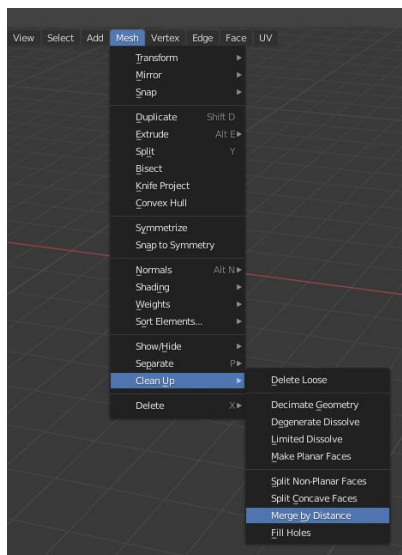 View Select Add Mesh Vertex Edge Face UV
Transform
Mirror
Snap
Duplicate Shift D
Extrude Alt E
Split Y
Bisect
Knife Project
Convex Hull
Symmetrize
Snap to Symmetry
Normals Alt N
Shading
Weights
Sort Elements...
Show/Hide
Separate P
Clean Up
Delete X
Delete Loose
Decimate Geometry
Degenerate Dissolve
Limited Dissolve
Make Planar Faces
Split Non-Planar Faces
Split Concave Faces
Merge by Distance
Fill Holes